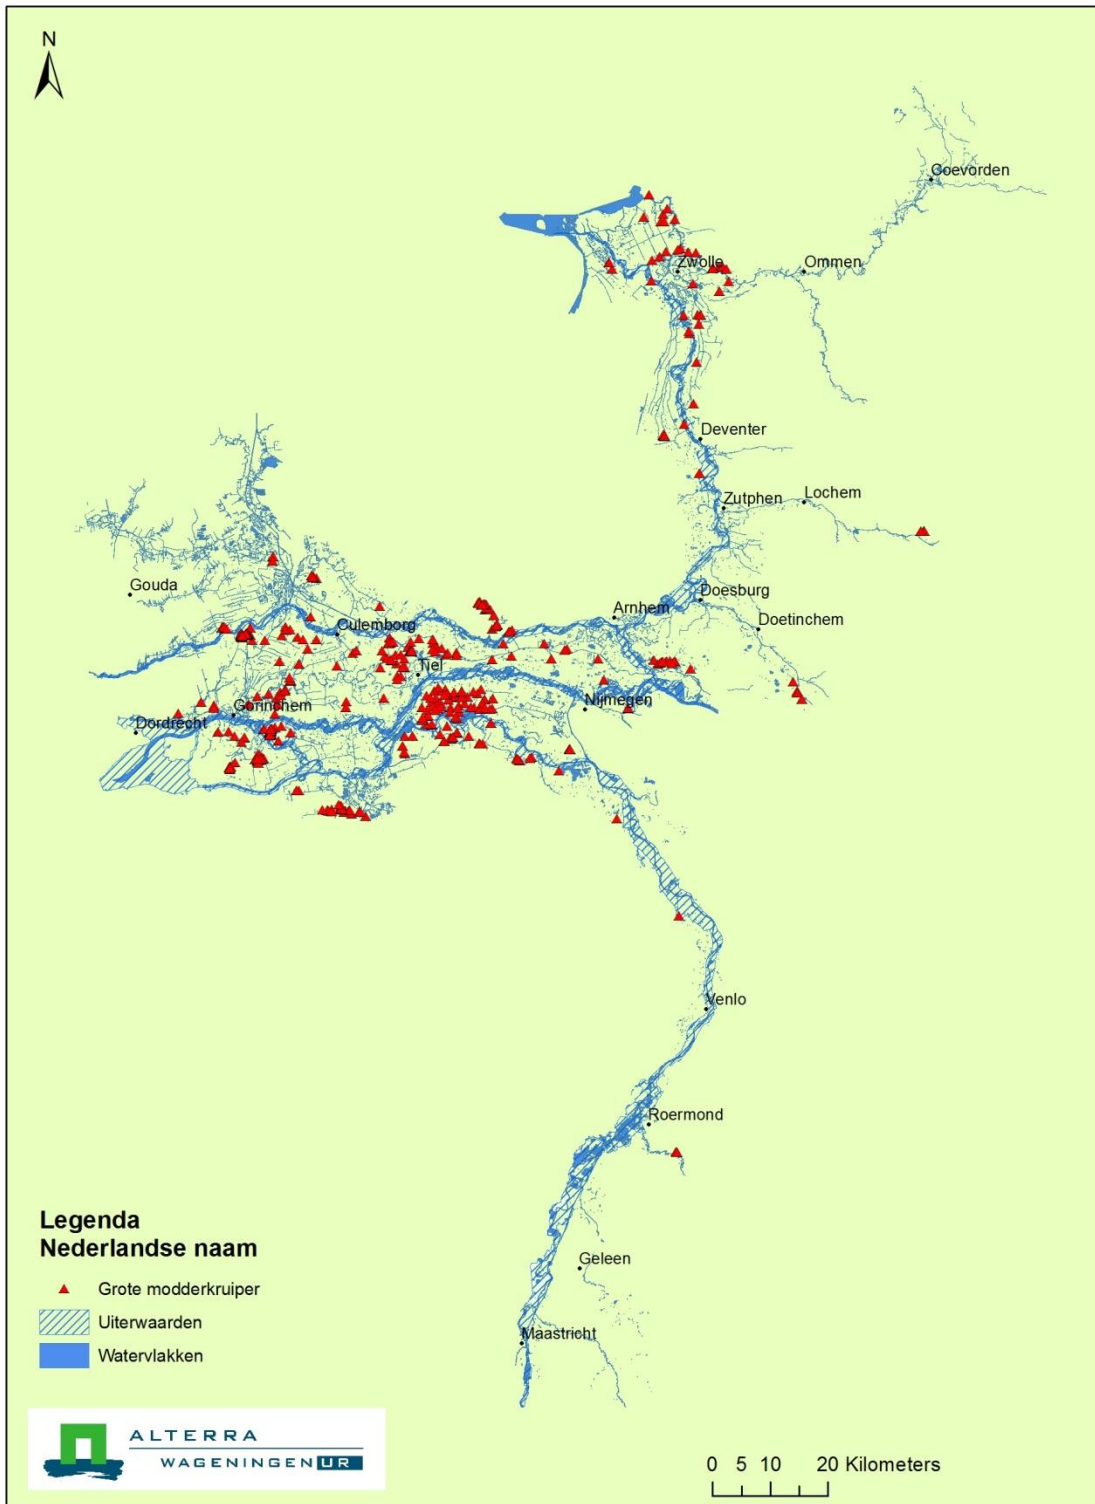 N
Coevorden
Zwolle
Ommen
Deventer
Zutphen
Lochem
Gouda
Arnhem
Doesburg
Culemborg
Doetinchem
Tiel
Gorinchem
Nijmegen
Dordrecht
Venlo
Roermond
Geleen
Maastricht
Legenda
Nederlandse naam
Grote modderkruiper
Uiterwaarden
Watervlakken
ALTERRA
WAGENINGEN UR
0 5 10 20 Kilometers